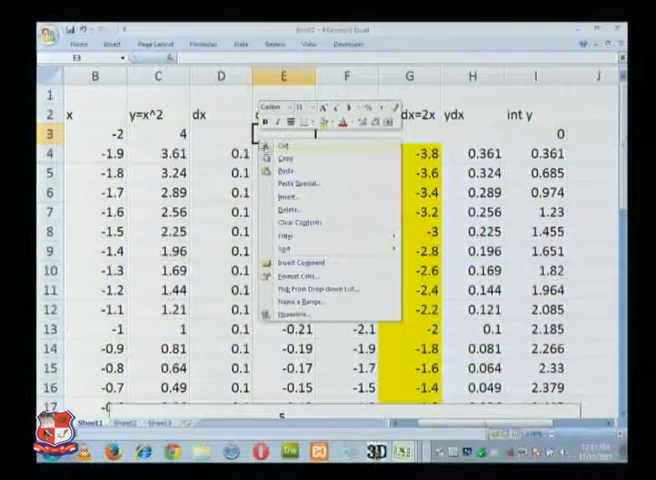 Sheet1 - Microsoft Excel
Home Insert Page Layout Formulas Data Review View Developer
E3
B C D E F G H I J
1
2 x y=x^2 dx dx=2x ydx int y
3 -2 4 0
4 -1.9 3.61 0.1 -3.8 0.361 0.361
5 -1.8 3.24 0.1 -3.6 0.324 0.685
6 -1.7 2.89 0.1 -3.4 0.289 0.974
7 -1.6 2.56 0.1 -3.2 0.256 1.23
8 -1.5 2.25 0.1 -3 0.225 1.455
9 -1.4 1.96 0.1 -2.8 0.196 1.651
10 -1.3 1.69 0.1 -2.6 0.169 1.82
11 -1.2 1.44 0.1 -2.4 0.144 1.964
12 -1.1 1.21 0.1 -2.2 0.121 2.085
13 -1 1 0.1 -0.21 -2.1 -2 0.1 2.185
14 -0.9 0.81 0.1 -0.19 -1.9 -1.8 0.081 2.266
15 -0.8 0.64 0.1 -0.17 -1.7 -1.6 0.064 2.33
16 -0.7 0.49 0.1 -0.15 -1.5 -1.4 0.049 2.379
17
Calibri 11
B I
Cut
Copy
Paste
Paste Special...
Insert...
Delete...
Clear Contents
Filter
Sort
Insert Comment
Format Cells...
Pick From Drop-down List...
Name a Range...
Hyperlink...
5
Sheet1 Sheet2 Sheet3
Dw
3D